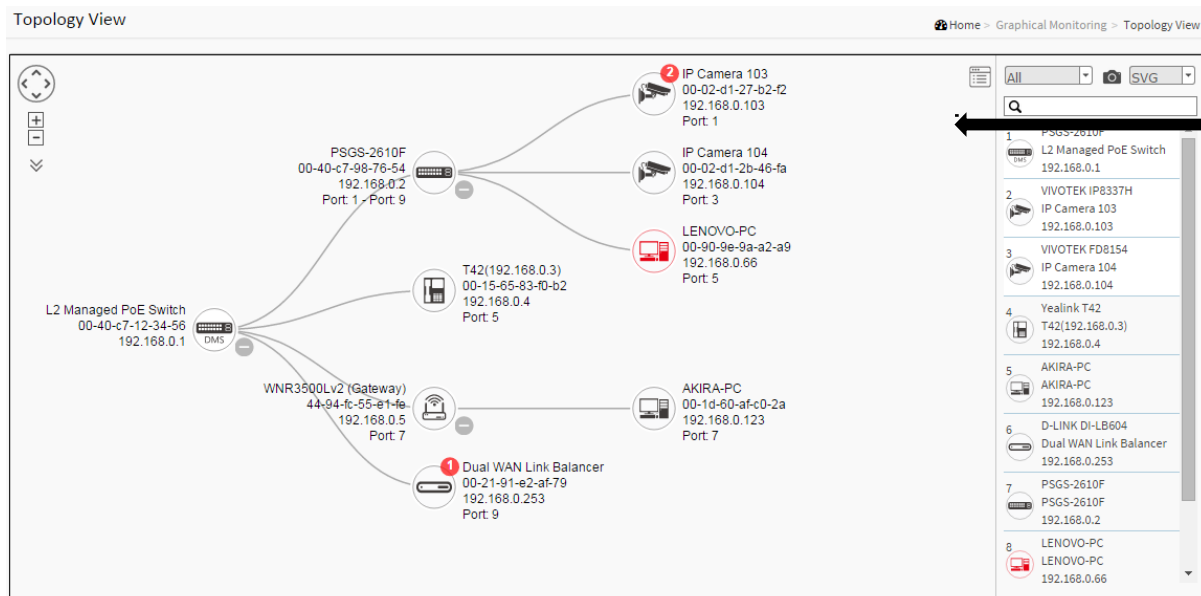 Topology View
Home > Graphical Monitoring > Topology View
2
IP Camera 103
00-02-d1-27-b2-f2
192.168.0.103
Port: 1
PSGS-2610F
00-40-c7-98-76-54
192.168.0.2
Port: 1 - Port: 9
IP Camera 104
00-02-d1-2b-46-fa
192.168.0.104
Port: 3
LENOVO-PC
00-90-9e-9a-a2-a9
192.168.0.66
Port: 5
T42(192.168.0.3)
00-15-65-83-f0-b2
192.168.0.4
Port: 5
L2 Managed PoE Switch
00-40-c7-12-34-56
192.168.0.1
DMS
WNR3500Lv2 (Gateway)
44-94-fc-55-e1-fe
192.168.0.5
Port: 7
AKIRA-PC
00-1d-60-af-c0-2a
192.168.0.123
Port: 7
1
Dual WAN Link Balancer
00-21-91-e2-af-79
192.168.0.253
Port: 9
All
SVG
1
PSGS-2610F
L2 Managed PoE Switch
DMS
192.168.0.1
2
VIVOTEK IP8337H
IP Camera 103
192.168.0.103
3
VIVOTEK FD8154
IP Camera 104
192.168.0.104
4
Yealink T42
T42(192.168.0.3)
192.168.0.4
5
AKIRA-PC
AKIRA-PC
192.168.0.123
6
D-LINK DI-LB604
Dual WAN Link Balancer
192.168.0.253
7
PSGS-2610F
PSGS-2610F
192.168.0.2
8
LENOVO-PC
LENOVO-PC
192.168.0.66